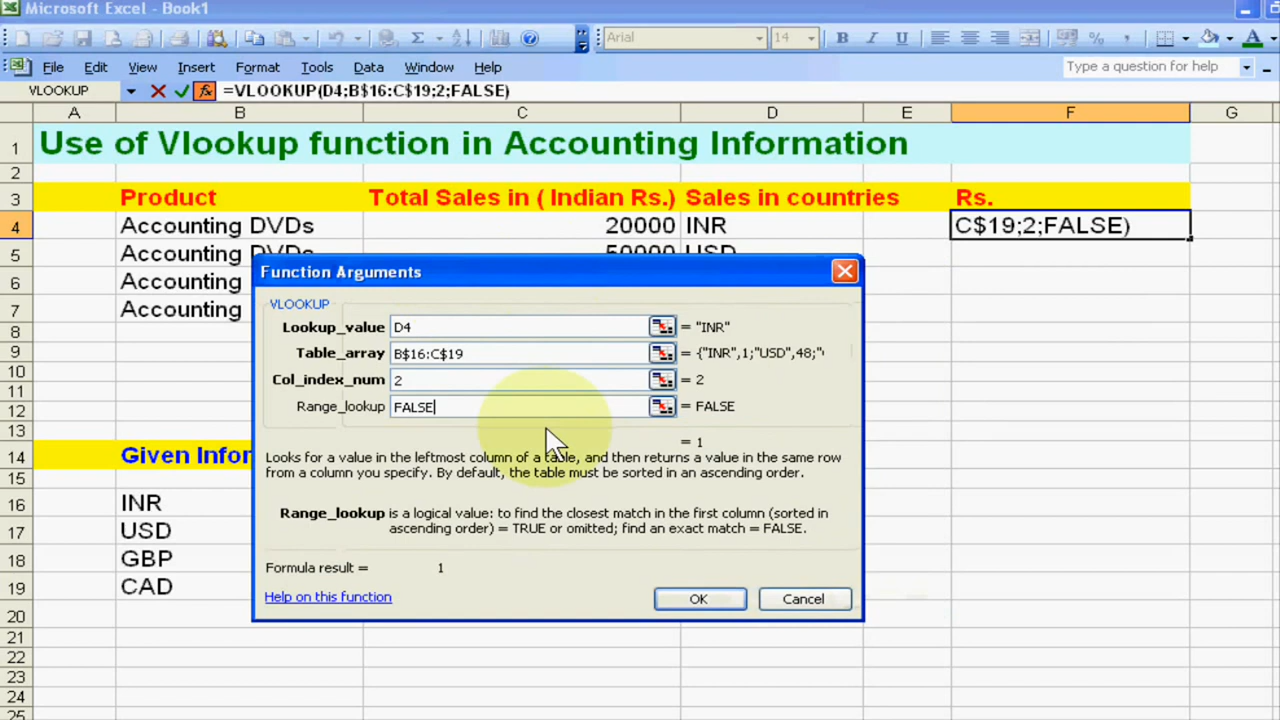 Microsoft Excel - Book1
Arial 14 B I U
File Edit View Insert Format Tools Data Window Help Type a question for help
VLOOKUP =VLOOKUP(D4;B$16:C$19;2;FALSE)
A B C D E F G
1 Use of Vlookup function in Accounting Information
2
3 Product Total Sales in ( Indian Rs.) Sales in countries Rs.
4 Accounting DVDs 20000 INR C$19;2;FALSE)
5 Accounting DVDs 50000 USD
6 Accounting
7 Accounting
8
9
10
11
12
13
14 Given Infor
15
16 INR
17 USD
18 GBP
19 CAD
20
21
22
23
24
25
Function Arguments
VLOOKUP
Lookup_value D4 = "INR"
Table_array B$16:C$19 = {"INR",1;"USD",48;"
Col_index_num 2 = 2
Range_lookup FALSE = FALSE
= 1
Looks for a value in the leftmost column of a table, and then returns a value in the same row
from a column you specify. By default, the table must be sorted in an ascending order.
Range_lookup is a logical value: to find the closest match in the first column (sorted in
ascending order) = TRUE or omitted; find an exact match = FALSE.
Formula result = 1
Help on this function
OK Cancel